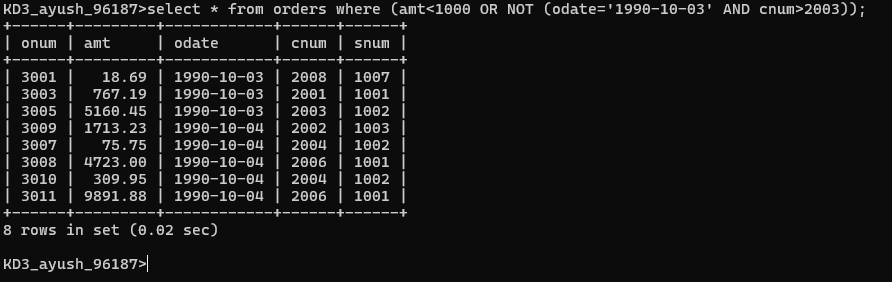 KD3_ayush_96187>select * from orders where (amt<1000 OR NOT (odate='1990-10-03' AND cnum>2003));
+------+---------+------------+------+------+
| onum | amt     | odate      | cnum | snum |
+------+---------+------------+------+------+
| 3001 |   18.69 | 1990-10-03 | 2008 | 1007 |
| 3003 |  767.19 | 1990-10-03 | 2001 | 1001 |
| 3005 | 5160.45 | 1990-10-03 | 2003 | 1002 |
| 3009 | 1713.23 | 1990-10-04 | 2002 | 1003 |
| 3007 |   75.75 | 1990-10-04 | 2004 | 1002 |
| 3008 | 4723.00 | 1990-10-04 | 2006 | 1001 |
| 3010 |  309.95 | 1990-10-04 | 2004 | 1002 |
| 3011 | 9891.88 | 1990-10-04 | 2006 | 1001 |
+------+---------+------------+------+------+
8 rows in set (0.02 sec)
KD3_ayush_96187>